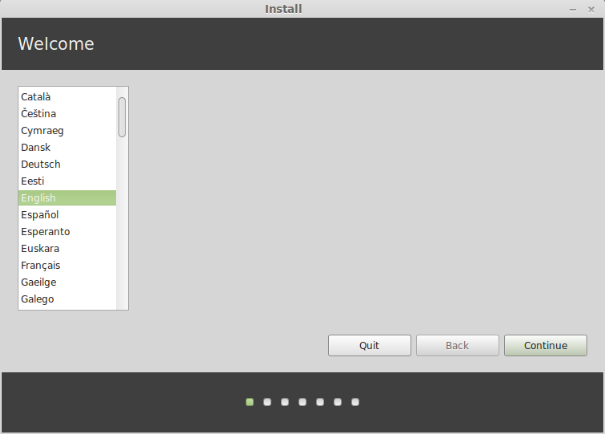 Install
Welcome
Català
Čeština
Cymraeg
Dansk
Deutsch
Eesti
English
Español
Esperanto
Euskara
Français
Gaeilge
Galego
Quit
Back
Continue